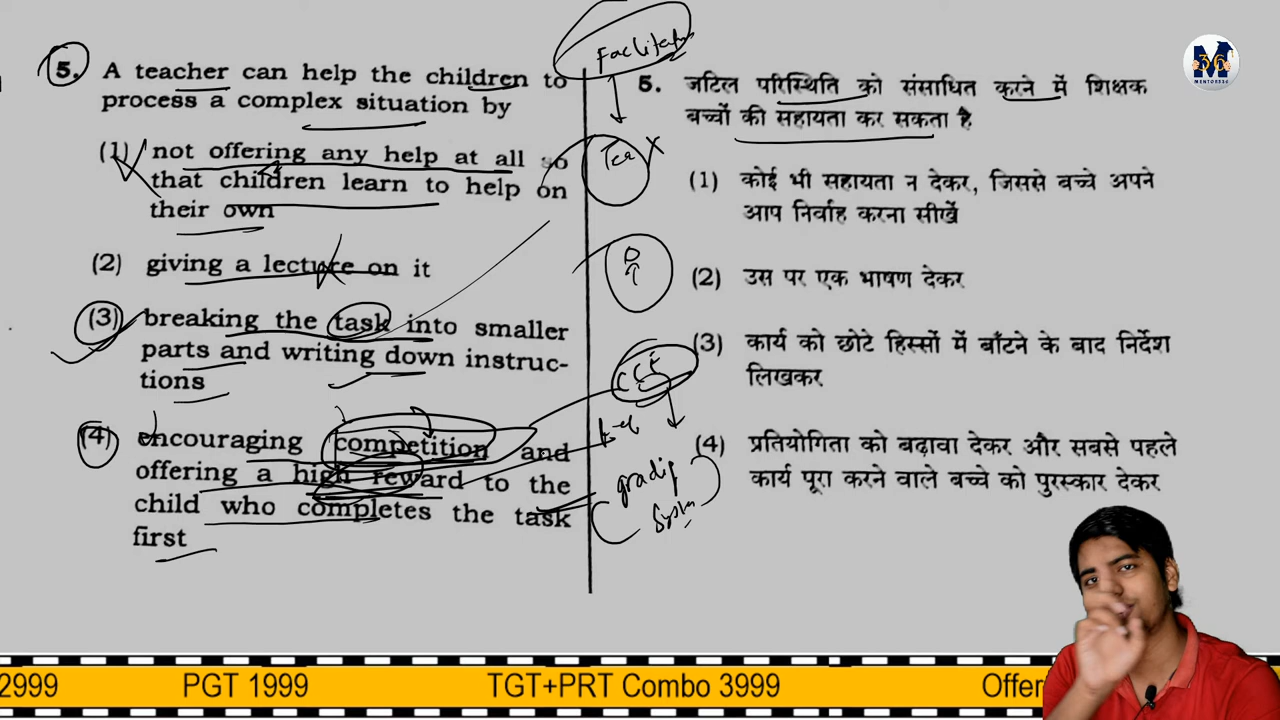 5. A teacher can help the children to
process a complex situation by
(1) not offering any help at all so
that children learn to help on
their own
(2) giving a lecture on it
(3) breaking the task into smaller
parts and writing down instruc-
tions
(4) encouraging competition and
offering a high reward to the
child who completes the task
first
5. जटिल परिस्थिति को संसाधित करने में शिक्षक
बच्चों की सहायता कर सकता है
(1) कोई भी सहायता न देकर, जिससे बच्चे अपने
आप निर्वाह करना सीखें
(2) उस पर एक भाषण देकर
(3) कार्य को छोटे हिस्सों में बाँटने के बाद निर्देश
लिखकर
(4) प्रतियोगिता को बढ़ावा देकर और सबसे पहले
कार्य पूरा करने वाले बच्चे को पुरस्कार देकर
Tea
CCE
System
M
36
MENTORS36
2999 PGT 1999 TGT+PRT Combo 3999 Offer